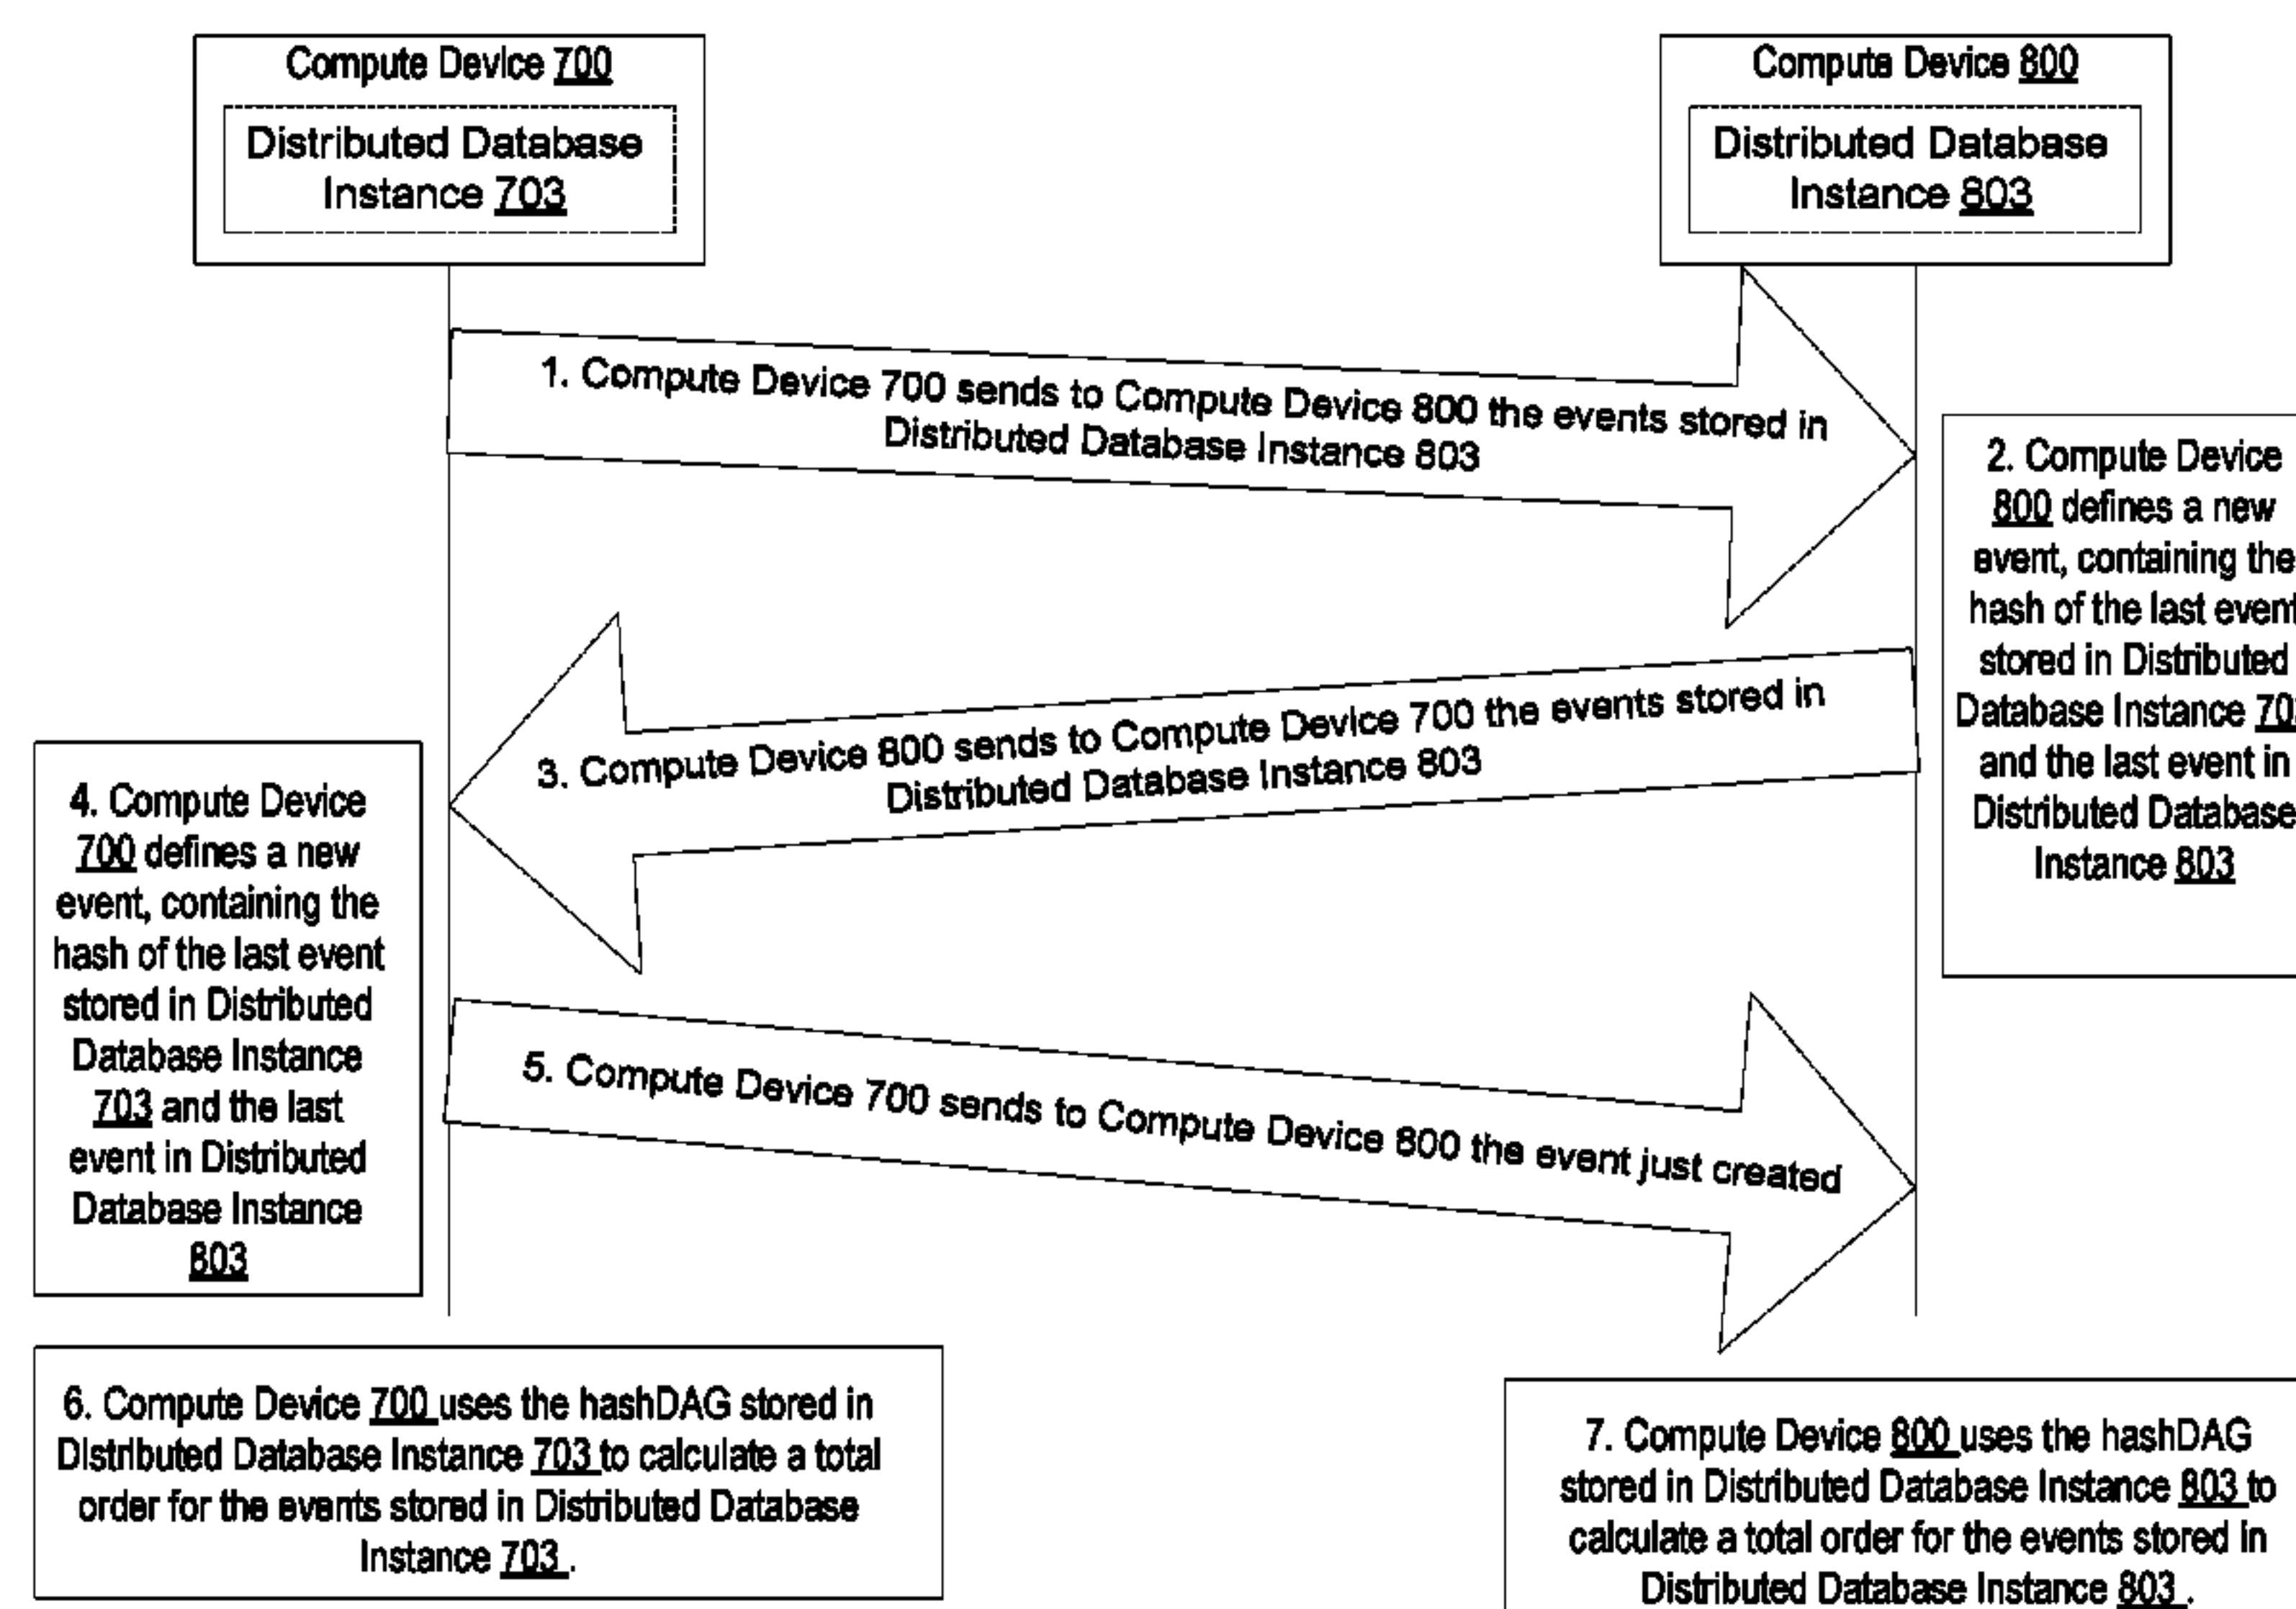 Compute Device 700
Distributed Database
Instance 703
Compute Device 800
Distributed Database
Instance 803
1. Compute Device 700 sends to Compute Device 800 the events stored in
Distributed Database Instance 803
2. Compute Device
800 defines a new
event, containing the
hash of the last event
stored in Distributed
Database Instance 703
and the last event in
Distributed Database
Instance 803
3. Compute Device 800 sends to Compute Device 700 the events stored in
Distributed Database Instance 803
4. Compute Device
700 defines a new
event, containing the
hash of the last event
stored in Distributed
Database Instance
703 and the last
event in Distributed
Database Instance
803
5. Compute Device 700 sends to Compute Device 800 the event just created
6. Compute Device 700 uses the hashDAG stored in
Distributed Database Instance 703 to calculate a total
order for the events stored in Distributed Database
Instance 703 .
7. Compute Device 800 uses the hashDAG
stored in Distributed Database Instance 803 to
calculate a total order for the events stored in
Distributed Database Instance 803 .